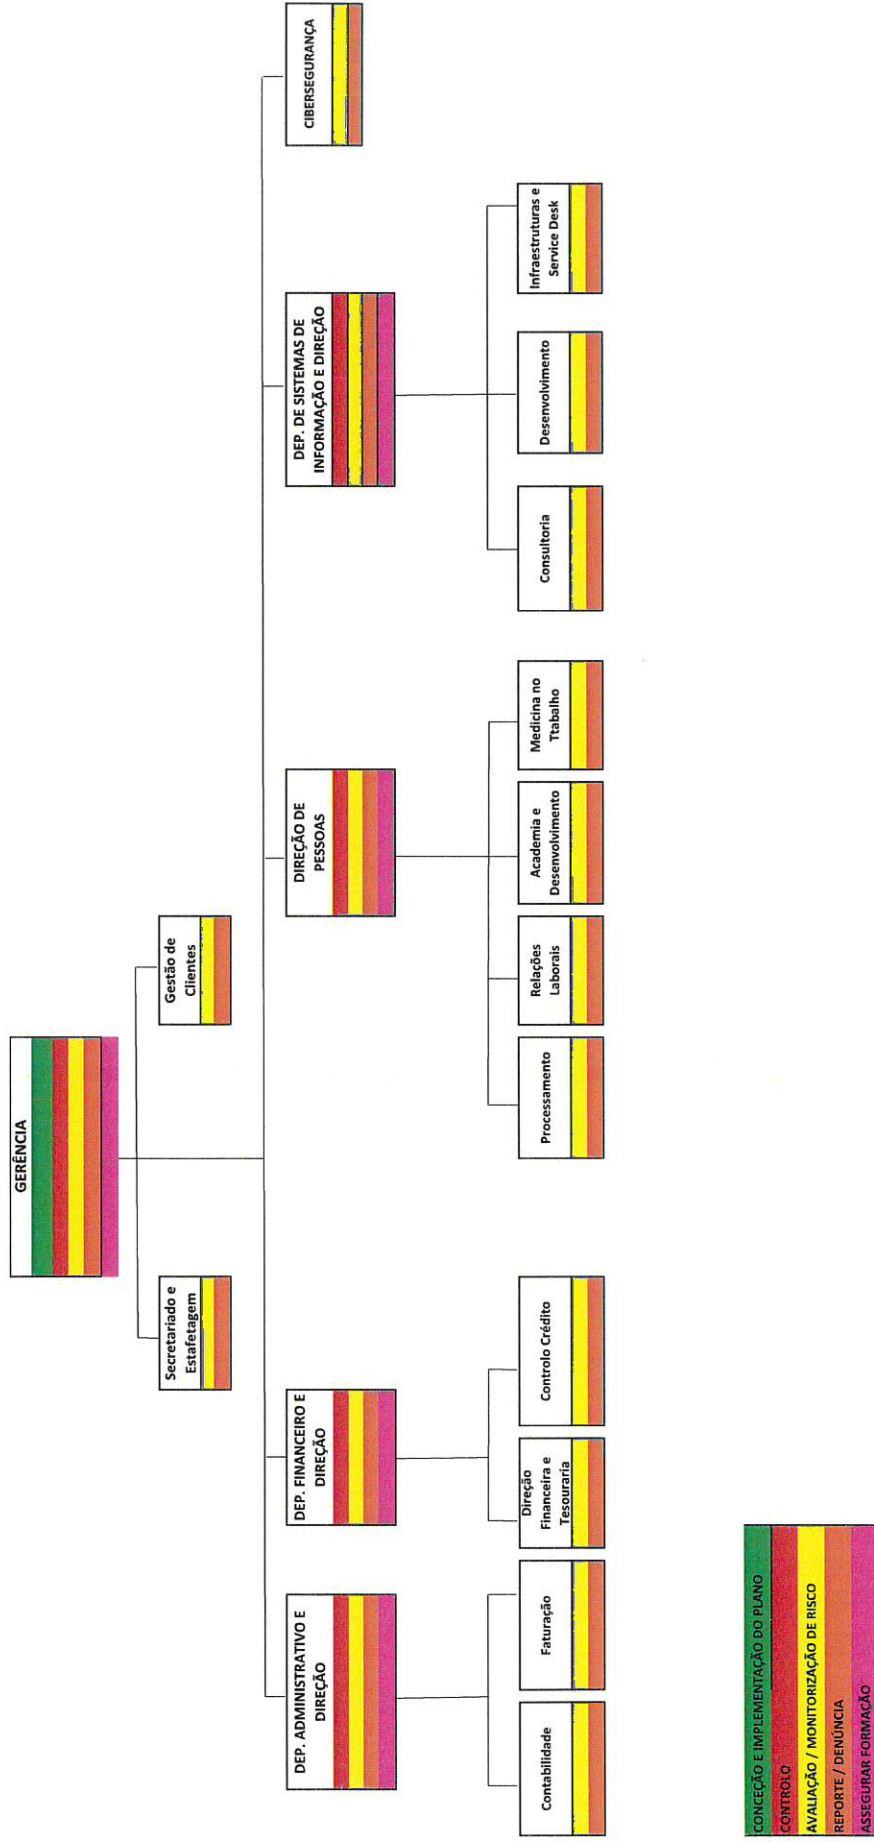 GERÊNCIA
Secretariado e
Estafetagem
Gestão de
Clientes
DEP. ADMINISTRATIVO E
DIREÇÃO
DEP. FINANCEIRO E
DIREÇÃO
DIREÇÃO DE
PESSOAS
DEP. DE SISTEMAS DE
INFORMAÇÃO E DIREÇÃO
CIBERSEGURANÇA
Contabilidade
Faturação
Direção
Financeira e
Tesouraria
Controlo Crédito
Processamento
Relações
Laborais
Academia e
Desenvolvimento
Medicina no
Ttabalho
Consultoria
Desenvolvimento
Infraestruturas e
Service Desk
CONCEÇÃO E IMPLEMENTAÇÃO DO PLANO
CONTROLO
AVALIAÇÃO / MONITORIZAÇÃO DE RISCO
REPORTE / DENÚNCIA
ASSEGURAR FORMAÇÃO